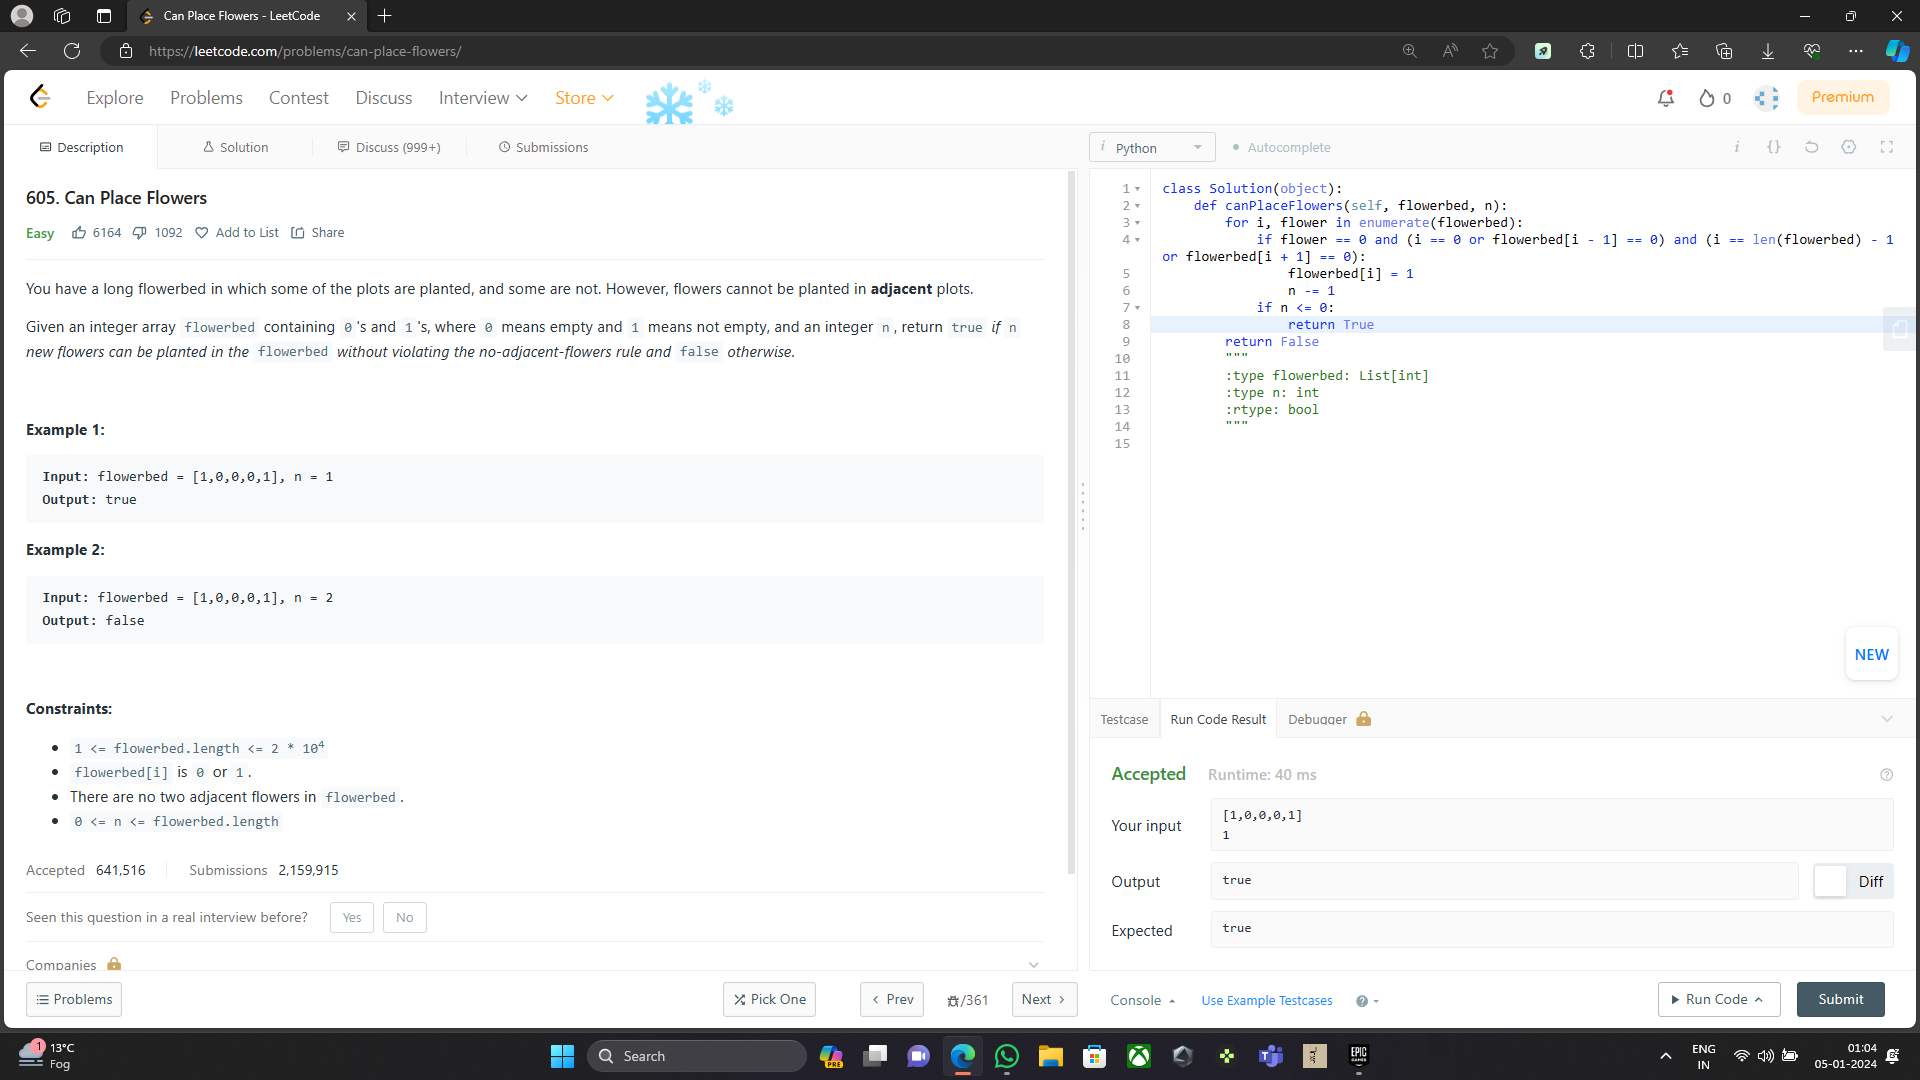 Can Place Flowers - LeetCode
https://leetcode.com/problems/can-place-flowers/
Explore Problems Contest Discuss Interview Store
0
Premium
Description
Solution
Discuss (999+)
Submissions
605. Can Place Flowers
Easy 6164 1092 Add to List Share
You have a long flowerbed in which some of the plots are planted, and some are not. However, flowers cannot be planted in adjacent plots.
Given an integer array flowerbed containing 0 's and 1 's, where 0 means empty and 1 means not empty, and an integer n , return true if n
new flowers can be planted in the flowerbed without violating the no-adjacent-flowers rule and false otherwise.
Example 1:
Input: flowerbed = [1,0,0,0,1], n = 1
Output: true
Example 2:
Input: flowerbed = [1,0,0,0,1], n = 2
Output: false
Constraints:
1 <= flowerbed.length <= 2 * 10⁴
flowerbed[i] is 0 or 1 .
There are no two adjacent flowers in flowerbed .
0 <= n <= flowerbed.length
Accepted 641,516 Submissions 2,159,915
Seen this question in a real interview before? Yes No
Companies
Problems
Pick One
Prev
/361
Next
i Python
Autocomplete
i {}
1 class Solution(object):
2 def canPlaceFlowers(self, flowerbed, n):
3 for i, flower in enumerate(flowerbed):
4 if flower == 0 and (i == 0 or flowerbed[i - 1] == 0) and (i == len(flowerbed) - 1
or flowerbed[i + 1] == 0):
5 flowerbed[i] = 1
6 n -= 1
7 if n <= 0:
8 return True
9 return False
10 """
11 :type flowerbed: List[int]
12 :type n: int
13 :rtype: bool
14 """
15
NEW
Testcase
Run Code Result
Debugger
Accepted Runtime: 40 ms
Your input
[1,0,0,0,1]
1
Output
true
Diff
Expected
true
Console
Use Example Testcases
Run Code
Submit
1
13°C
Fog
Search
PRE
EPIC
GAMES
ENG
IN
01:04
05-01-2024